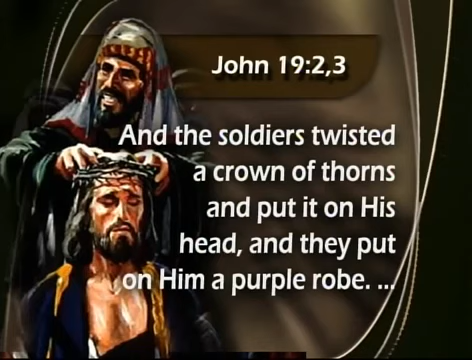 John 19:2,3
And the soldiers twisted
a crown of thorns
and put it on His
head, and they put
on Him a purple robe. ...